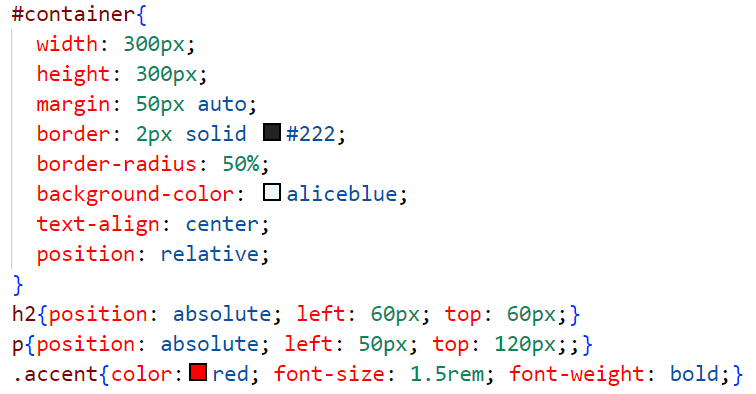 #container{
width: 300px;
height: 300px;
margin: 50px auto;
border: 2px solid #222;
border-radius: 50%;
background-color: aliceblue;
text-align: center;
position: relative;
}
h2{position: absolute; left: 60px; top: 60px;}
p{position: absolute; left: 50px; top: 120px;;}
.accent{color:red; font-size: 1.5rem; font-weight: bold;}